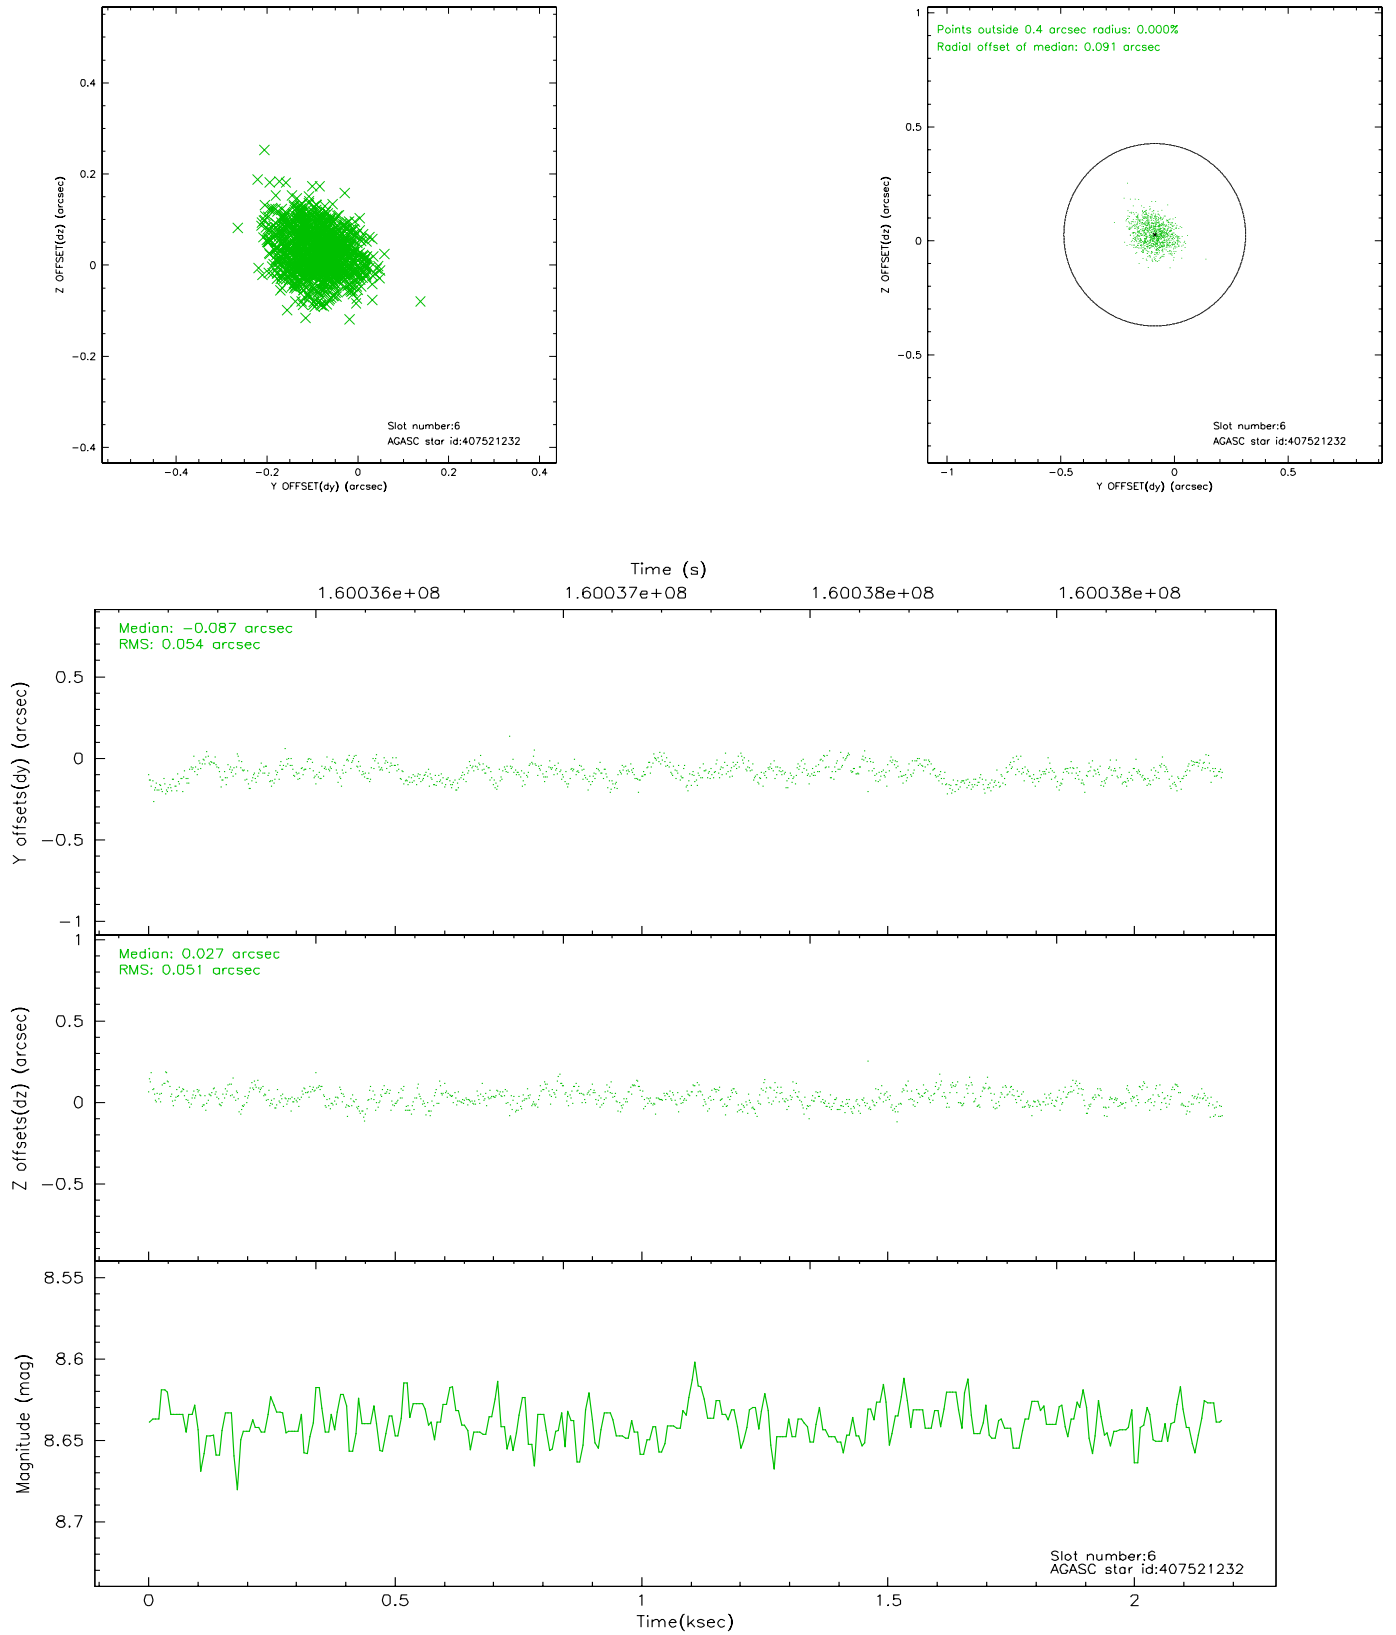 0.4
0.2
0
−0.2
−0.4
Z OFFSET(dz) (arcsec)
Slot number:6
AGASC star id:407521232
−0.4 −0.2 0 0.2 0.4
Y OFFSET(dy) (arcsec)
1
0.5
0
−0.5
Z OFFSET(dz) (arcsec)
Points outside 0.4 arcsec radius: 0.000%
Radial offset of median: 0.091 arcsec
Slot number:6
AGASC star id:407521232
−1 −0.5 0 0.5
Y OFFSET(dy) (arcsec)
Time (s)
1.60036e+08 1.60037e+08 1.60038e+08 1.60038e+08
Median: −0.087 arcsec
RMS: 0.054 arcsec
0.5
0
−0.5
−1
Y offsets(dy) (arcsec)
Median: 0.027 arcsec
RMS: 0.051 arcsec
1
0.5
0
−0.5
Z offsets(dz) (arcsec)
8.55
8.6
8.65
8.7
Magnitude (mag)
Slot number:6
AGASC star id:407521232
0 0.5 1 1.5 2
Time(ksec)